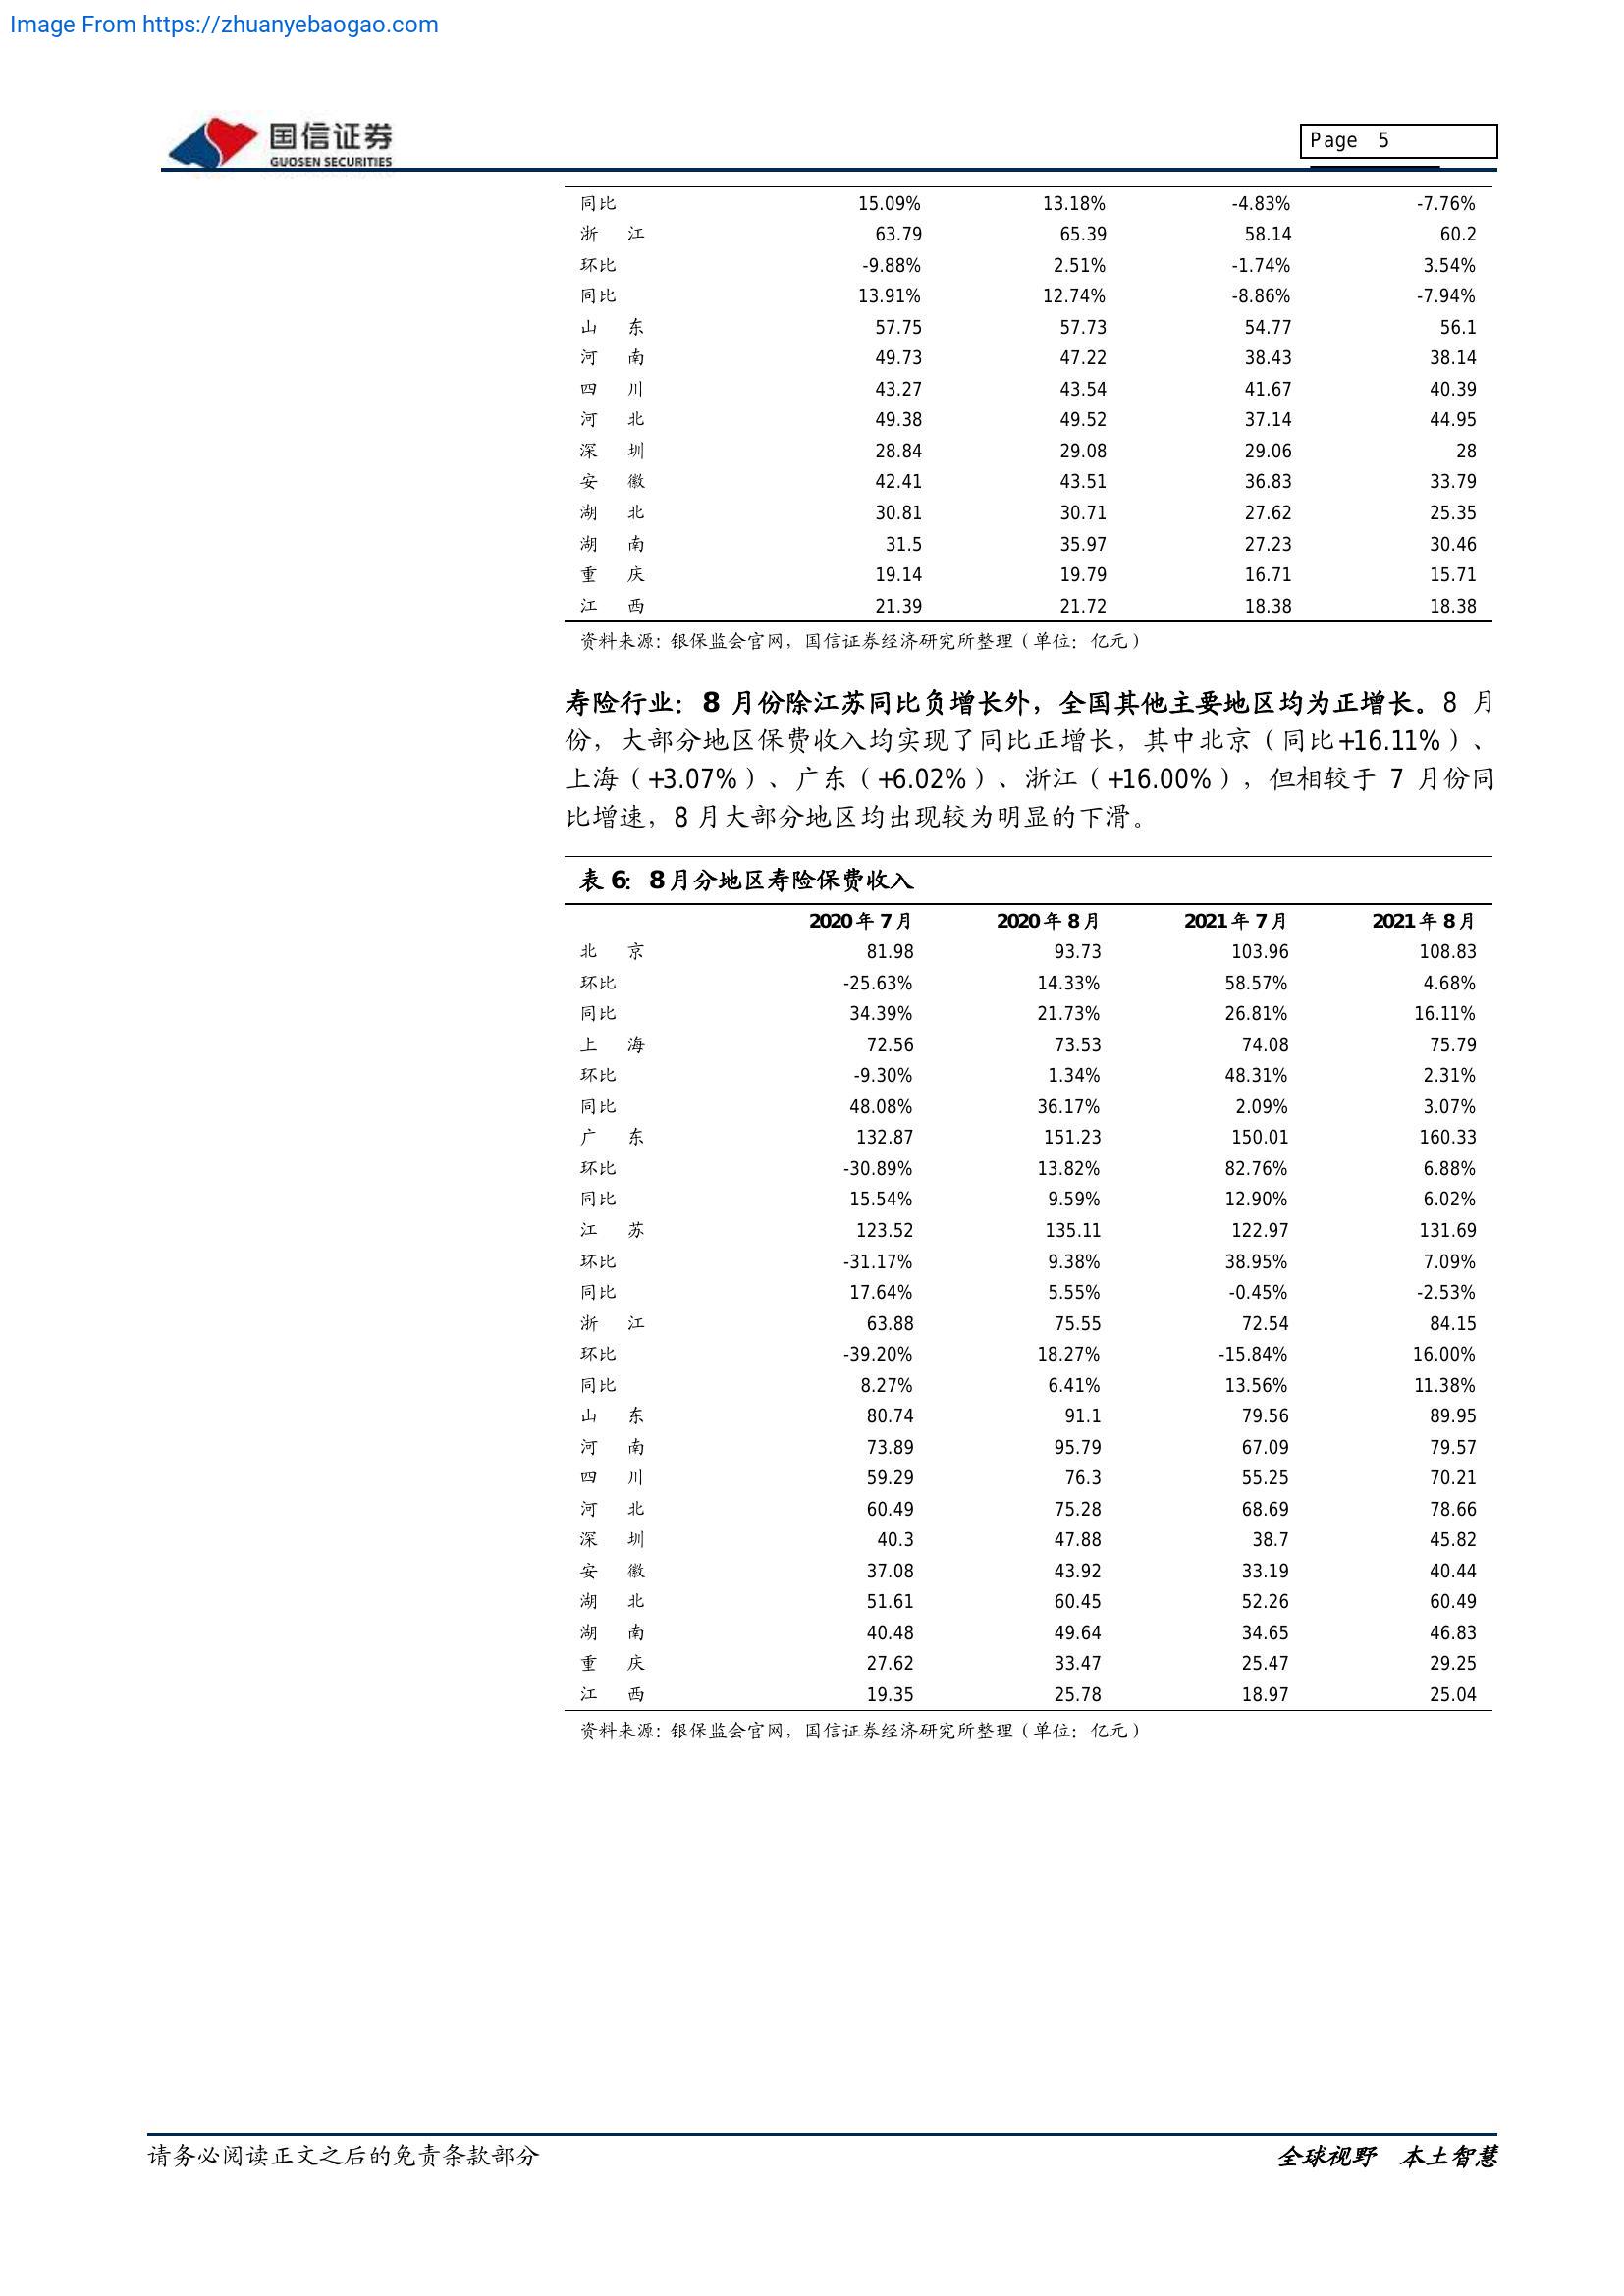 Image From https://zhuanyebaogao.com
国信证券
GUOSEN SECURITIES
Page 5
同比 15.09% 13.18% -4.83% -7.76%
浙 江 63.79 65.39 58.14 60.2
环比 -9.88% 2.51% -1.74% 3.54%
同比 13.91% 12.74% -8.86% -7.94%
山 东 57.75 57.73 54.77 56.1
河 南 49.73 47.22 38.43 38.14
四 川 43.27 43.54 41.67 40.39
河 北 49.38 49.52 37.14 44.95
深 圳 28.84 29.08 29.06 28
安 徽 42.41 43.51 36.83 33.79
湖 北 30.81 30.71 27.62 25.35
湖 南 31.5 35.97 27.23 30.46
重 庆 19.14 19.79 16.71 15.71
江 西 21.39 21.72 18.38 18.38
资料来源：银保监会官网，国信证券经济研究所整理（单位：亿元）
寿险行业：8 月份除江苏同比负增长外，全国其他主要地区均为正增长。8 月
份，大部分地区保费收入均实现了同比正增长，其中北京（同比+16.11%）、
上海（+3.07%）、广东（+6.02%）、浙江（+16.00%），但相较于 7 月份同
比增速，8 月大部分地区均出现较为明显的下滑。
表 6：8 月分地区寿险保费收入
2020 年 7 月 2020 年 8 月 2021 年 7 月 2021 年 8 月
北 京 81.98 93.73 103.96 108.83
环比 -25.63% 14.33% 58.57% 4.68%
同比 34.39% 21.73% 26.81% 16.11%
上 海 72.56 73.53 74.08 75.79
环比 -9.30% 1.34% 48.31% 2.31%
同比 48.08% 36.17% 2.09% 3.07%
广 东 132.87 151.23 150.01 160.33
环比 -30.89% 13.82% 82.76% 6.88%
同比 15.54% 9.59% 12.90% 6.02%
江 苏 123.52 135.11 122.97 131.69
环比 -31.17% 9.38% 38.95% 7.09%
同比 17.64% 5.55% -0.45% -2.53%
浙 江 63.88 75.55 72.54 84.15
环比 -39.20% 18.27% -15.84% 16.00%
同比 8.27% 6.41% 13.56% 11.38%
山 东 80.74 91.1 79.56 89.95
河 南 73.89 95.79 67.09 79.57
四 川 59.29 76.3 55.25 70.21
河 北 60.49 75.28 68.69 78.66
深 圳 40.3 47.88 38.7 45.82
安 徽 37.08 43.92 33.19 40.44
湖 北 51.61 60.45 52.26 60.49
湖 南 40.48 49.64 34.65 46.83
重 庆 27.62 33.47 25.47 29.25
江 西 19.35 25.78 18.97 25.04
资料来源：银保监会官网，国信证券经济研究所整理（单位：亿元）
请务必阅读正文之后的免责条款部分
全球视野 本土智慧